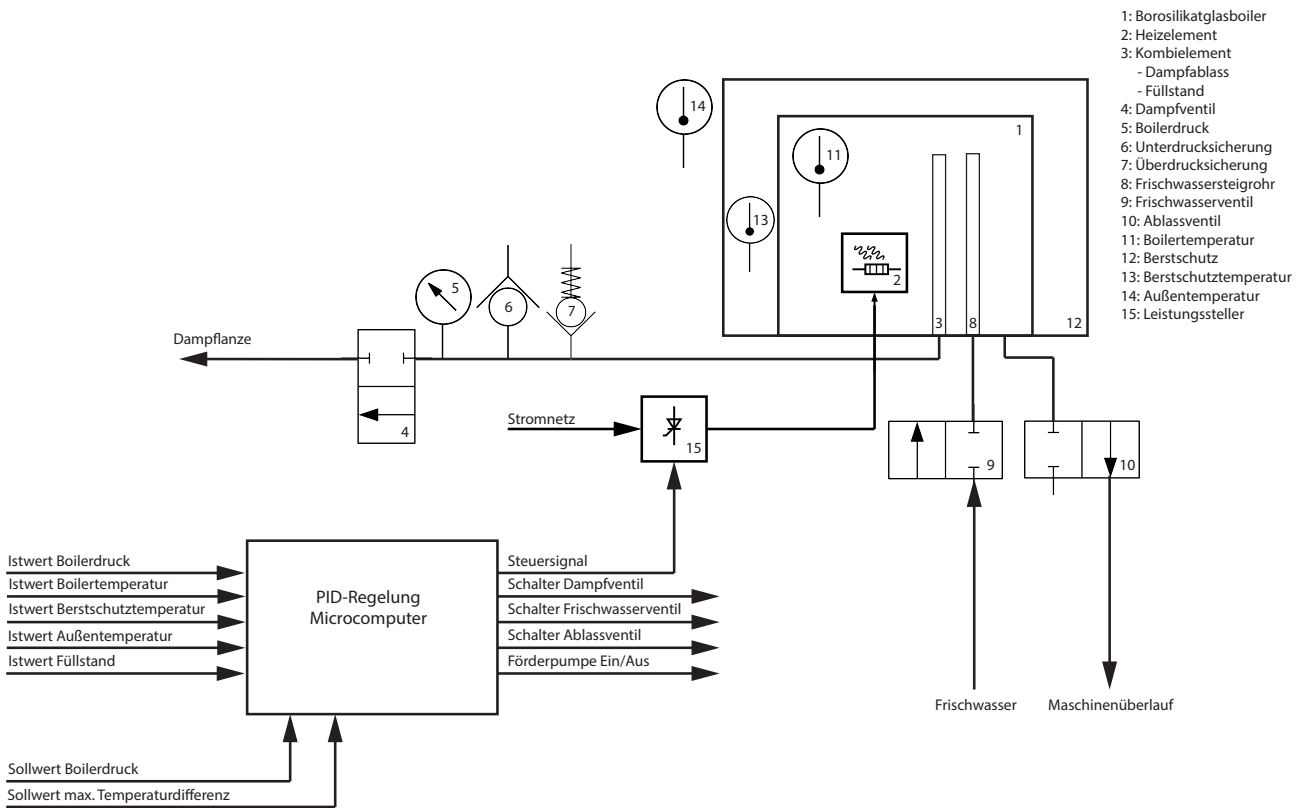 1: Borosilikatglasboiler
2: Heizelement
3: Kombielement
- Dampfablass
- Füllstand
4: Dampfventil
5: Boilerdruck
6: Unterdrucksicherung
7: Überdrucksicherung
8: Frischwassersteigrohr
9: Frischwasserventil
10: Ablassventil
11: Boilertemperatur
12: Berstschutz
13: Berstschutztemperatur
14: Außentemperatur
15: Leistungssteller
14
1
11
13
2
5
6
7
3
8
12
Dampflanze
4
Stromnetz
15
9
10
Istwert Boilerdruck
Istwert Boilertemperatur
Istwert Berstschutztemperatur
Istwert Außentemperatur
Istwert Füllstand
PID-Regelung
Microcomputer
Steuersignal
Schalter Dampfventil
Schalter Frischwasserventil
Schalter Ablassventil
Förderpumpe Ein/Aus
Frischwasser
Maschinenüberlauf
Sollwert Boilerdruck
Sollwert max. Temperaturdifferenz